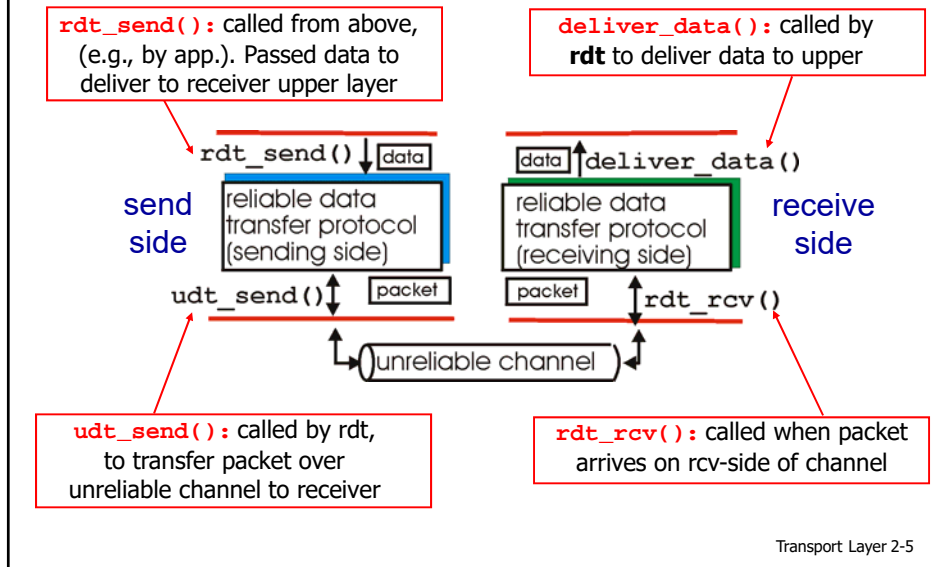 rdt_send(): called from above,
(e.g., by app.). Passed data to
deliver to receiver upper layer
deliver_data(): called by
rdt to deliver data to upper
rdt_send()
data
data
deliver_data()
send
side
reliable data
transfer protocol
(sending side)
reliable data
transfer protocol
(receiving side)
receive
side
udt_send()
packet
packet
rdt_rcv()
unreliable channel
udt_send(): called by rdt,
to transfer packet over
unreliable channel to receiver
rdt_rcv(): called when packet
arrives on rcv-side of channel
Transport Layer 2-5